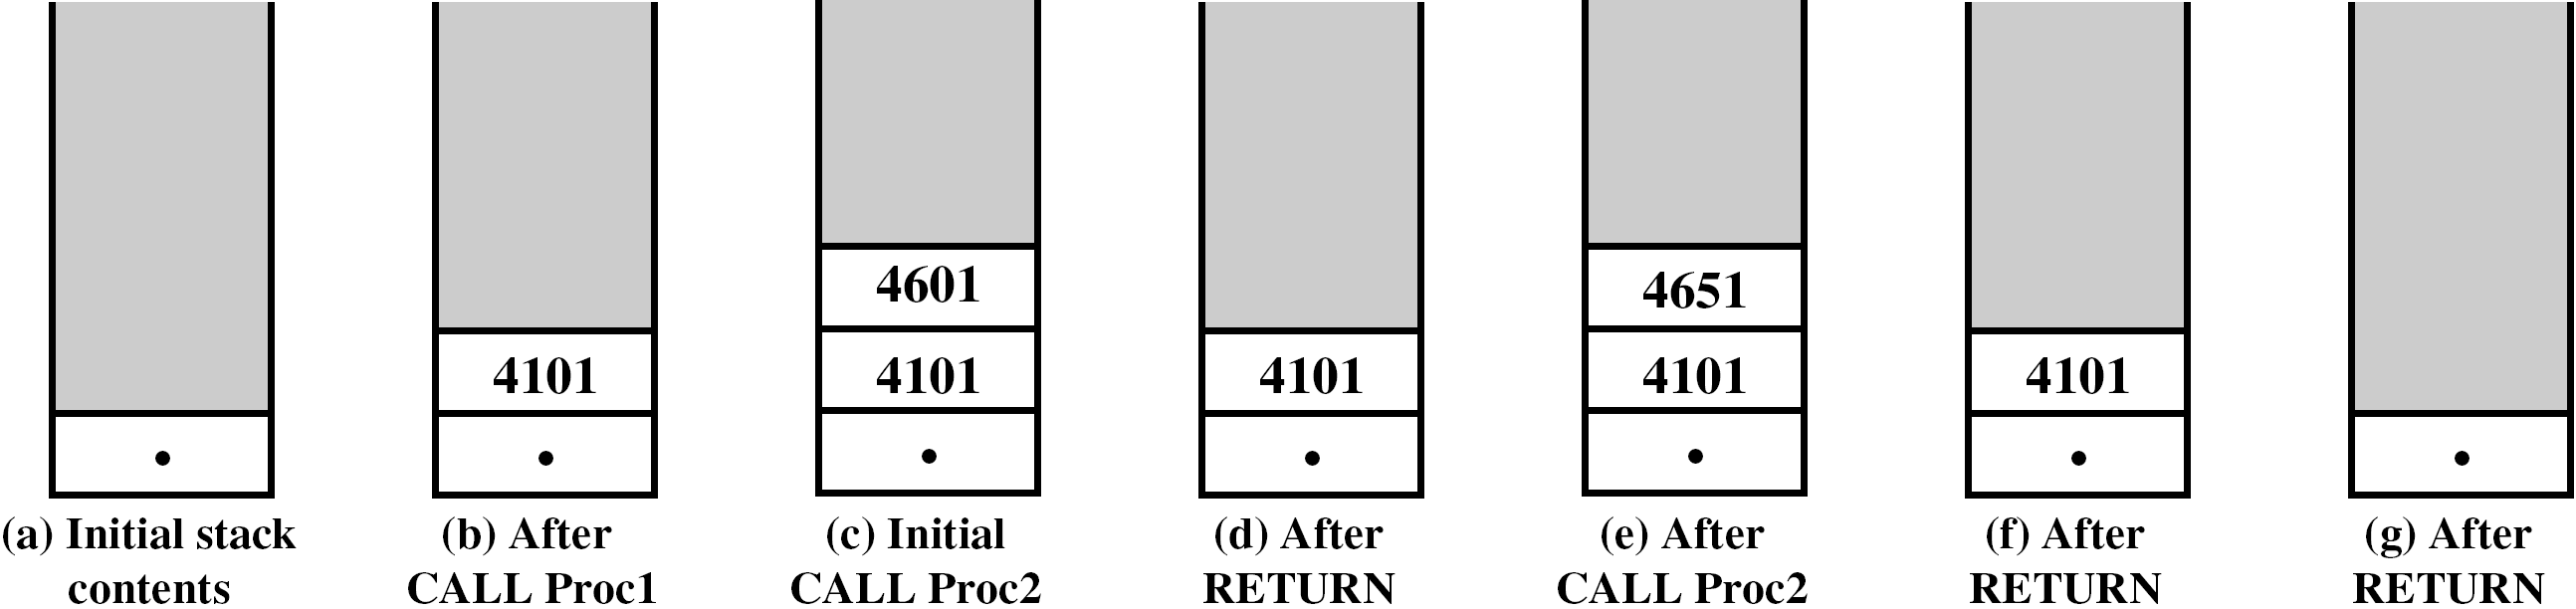 4601
4651
4101
4101
4101
4101
4101
(a) Initial stack
contents
(b) After
CALL Proc1
(c) Initial
CALL Proc2
(d) After
RETURN
(e) After
CALL Proc2
(f) After
RETURN
(g) After
RETURN